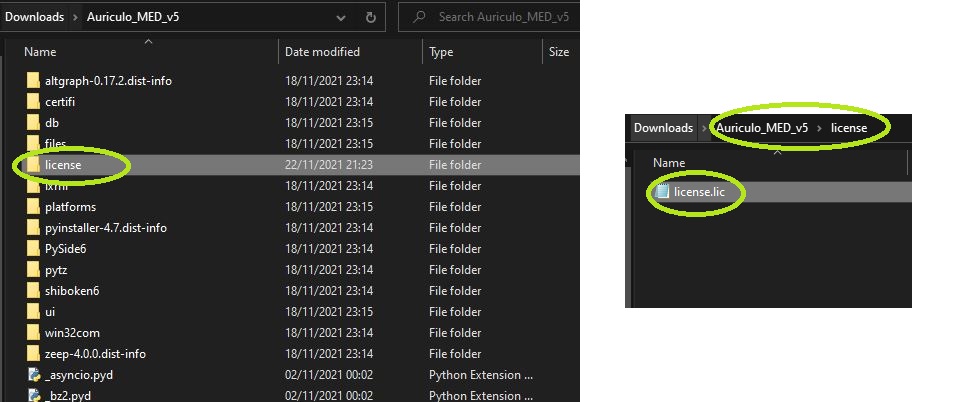 Downloads > Auriculo_MED_v5
Search Auriculo_MED_v5
Name Date modified Type Size
altgraph-0.17.2.dist-info 18/11/2021 23:14 File folder
certifi 18/11/2021 23:14 File folder
db 18/11/2021 23:15 File folder
files 18/11/2021 23:14 File folder
license 22/11/2021 21:23 File folder
lxml 18/11/2021 23:14 File folder
platforms 18/11/2021 23:15 File folder
pyinstaller-4.7.dist-info 18/11/2021 23:14 File folder
PySide6 18/11/2021 23:14 File folder
pytz 18/11/2021 23:14 File folder
shiboken6 18/11/2021 23:14 File folder
ui 18/11/2021 23:15 File folder
win32com 18/11/2021 23:14 File folder
zeep-4.0.0.dist-info 18/11/2021 23:14 File folder
_asyncio.pyd 02/11/2021 00:02 Python Extension ...
_bz2.pyd 02/11/2021 00:02 Python Extension ...
Downloads > Auriculo_MED_v5 > license
Name
license.lic